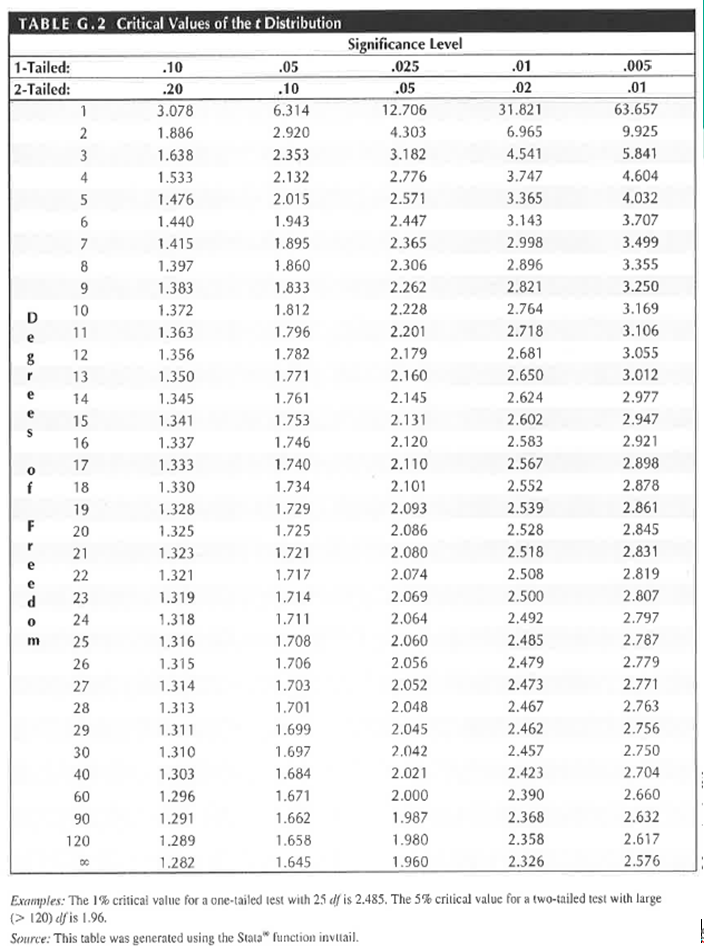 TABLE G.2 Critical Values of the t Distribution
Significance Level
1-Tailed: .10 .05 .025 .01 .005
2-Tailed: .20 .10 .05 .02 .01
1 3.078 6.314 12.706 31.821 63.657
2 1.886 2.920 4.303 6.965 9.925
3 1.638 2.353 3.182 4.541 5.841
4 1.533 2.132 2.776 3.747 4.604
5 1.476 2.015 2.571 3.365 4.032
6 1.440 1.943 2.447 3.143 3.707
7 1.415 1.895 2.365 2.998 3.499
8 1.397 1.860 2.306 2.896 3.355
9 1.383 1.833 2.262 2.821 3.250
10 1.372 1.812 2.228 2.764 3.169
11 1.363 1.796 2.201 2.718 3.106
12 1.356 1.782 2.179 2.681 3.055
13 1.350 1.771 2.160 2.650 3.012
14 1.345 1.761 2.145 2.624 2.977
15 1.341 1.753 2.131 2.602 2.947
16 1.337 1.746 2.120 2.583 2.921
17 1.333 1.740 2.110 2.567 2.898
18 1.330 1.734 2.101 2.552 2.878
19 1.328 1.729 2.093 2.539 2.861
20 1.325 1.725 2.086 2.528 2.845
21 1.323 1.721 2.080 2.518 2.831
22 1.321 1.717 2.074 2.508 2.819
23 1.319 1.714 2.069 2.500 2.807
24 1.318 1.711 2.064 2.492 2.797
25 1.316 1.708 2.060 2.485 2.787
26 1.315 1.706 2.056 2.479 2.779
27 1.314 1.703 2.052 2.473 2.771
28 1.313 1.701 2.048 2.467 2.763
29 1.311 1.699 2.045 2.462 2.756
30 1.310 1.697 2.042 2.457 2.750
40 1.303 1.684 2.021 2.423 2.704
60 1.296 1.671 2.000 2.390 2.660
90 1.291 1.662 1.987 2.368 2.632
120 1.289 1.658 1.980 2.358 2.617
∞ 1.282 1.645 1.960 2.326 2.576
Degrees of Freedom
Examples: The 1% critical value for a one-tailed test with 25 df is 2.485. The 5% critical value for a two-tailed test with large
(> 120) df is 1.96.
Source: This table was generated using the Stata® function invttail.